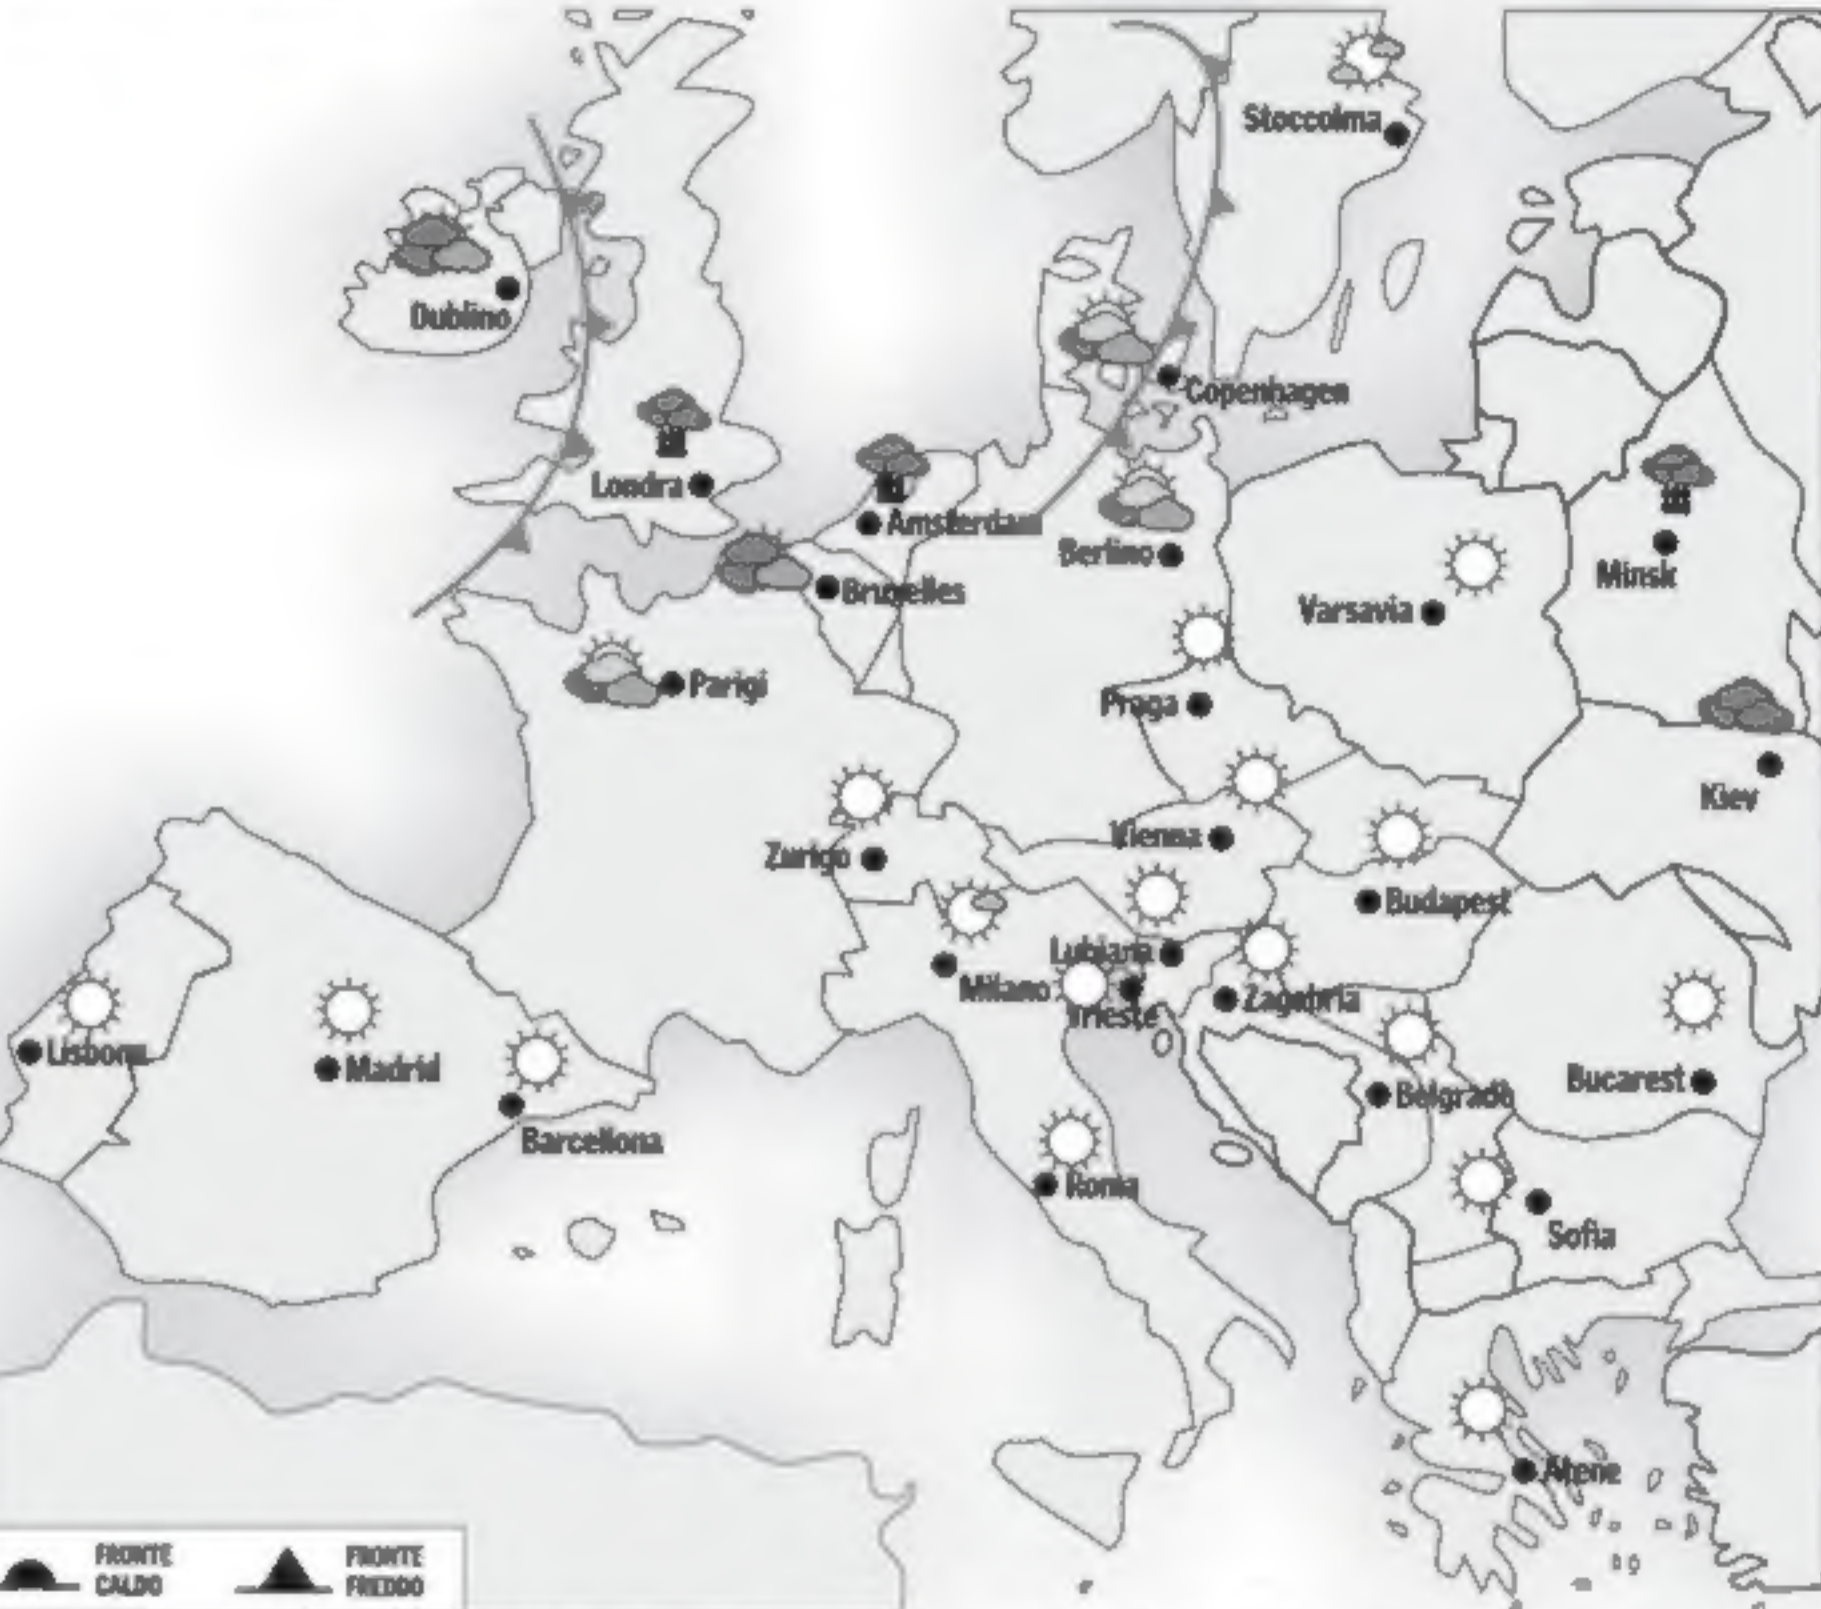 Stoccolma
Dublino
Copenhagen
Londra
Amsterdam
Berlino
Minsk
Bruxelles
Varsavia
Parigi
Praga
Kiev
Vienna
Zurigo
Budapest
Lubiana
Milano
Zagabria
Trieste
Lisbona
Madrid
Bucarest
Belgrado
Barcellona
Roma
Sofia
Atene
FRONTE
CALDO
FRONTE
FREDDO